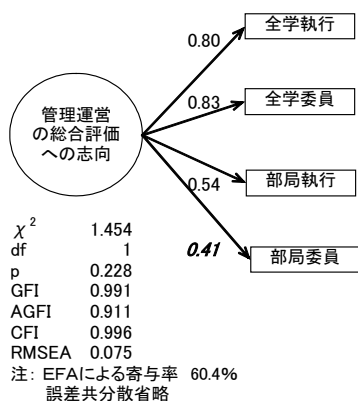 全学執行
0.80
全学委員
0.83
管理運営
の総合評価
への志向
部局執行
0.54
部局委員
0.41
χ² 1.454
df 1
p 0.228
GFI 0.991
AGFI 0.911
CFI 0.996
RMSEA 0.075
注: EFAによる寄与率 60.4%
誤差共分散省略